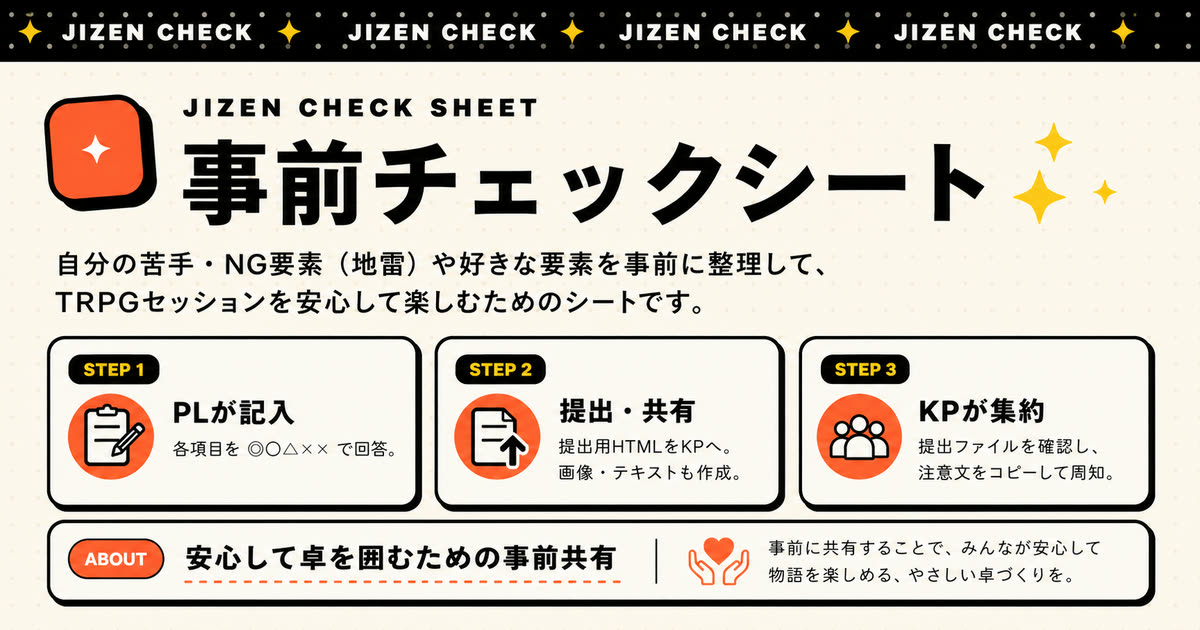 JIZEN CHECK JIZEN CHECK JIZEN CHECK JIZEN CHECK
JIZEN CHECK SHEET
事前チェックシート
自分の苦手・NG要素（地雷）や好きな要素を事前に整理して、
TRPGセッションを安心して楽しむためのシートです。
STEP 1
PLが記入
各項目を ◎〇△×× で回答。
STEP 2
提出・共有
提出用HTMLをKPへ。
画像・テキストも作成。
STEP 3
KPが集約
提出ファイルを確認し、
注意文をコピーして周知。
ABOUT
安心して卓を囲むための事前共有
事前に共有することで、みんなが安心して
物語を楽しめる、やさしい卓づくりを。